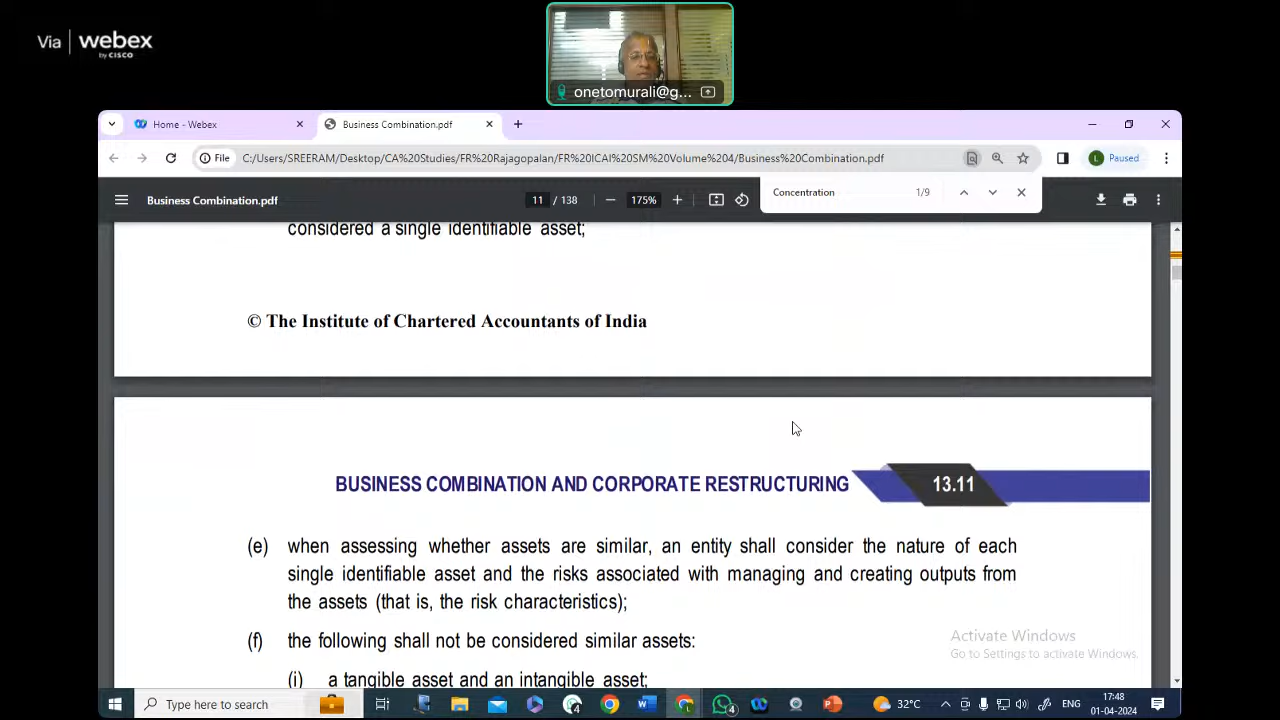 Via
webex
by CISCO
onetomurali@g...
Home - Webex
Business Combination.pdf
File
C:/Users/SREERAM/Desktop/CA%20Studies/FR%20Rajagopalan/FR%20ICAI%20SM%20Volume%204/Business%20Combination.pdf
L
Paused
Business Combination.pdf
11 / 138
175%
Concentration
1/9
considered a single identifiable asset;
© The Institute of Chartered Accountants of India
BUSINESS COMBINATION AND CORPORATE RESTRUCTURING
13.11
(e) when assessing whether assets are similar, an entity shall consider the nature of each
single identifiable asset and the risks associated with managing and creating outputs from
the assets (that is, the risk characteristics);
(f) the following shall not be considered similar assets:
(i) a tangible asset and an intangible asset;
Activate Windows
Go to Settings to activate Windows.
Type here to search
4
4
32°C
ENG
17:48
01-04-2024